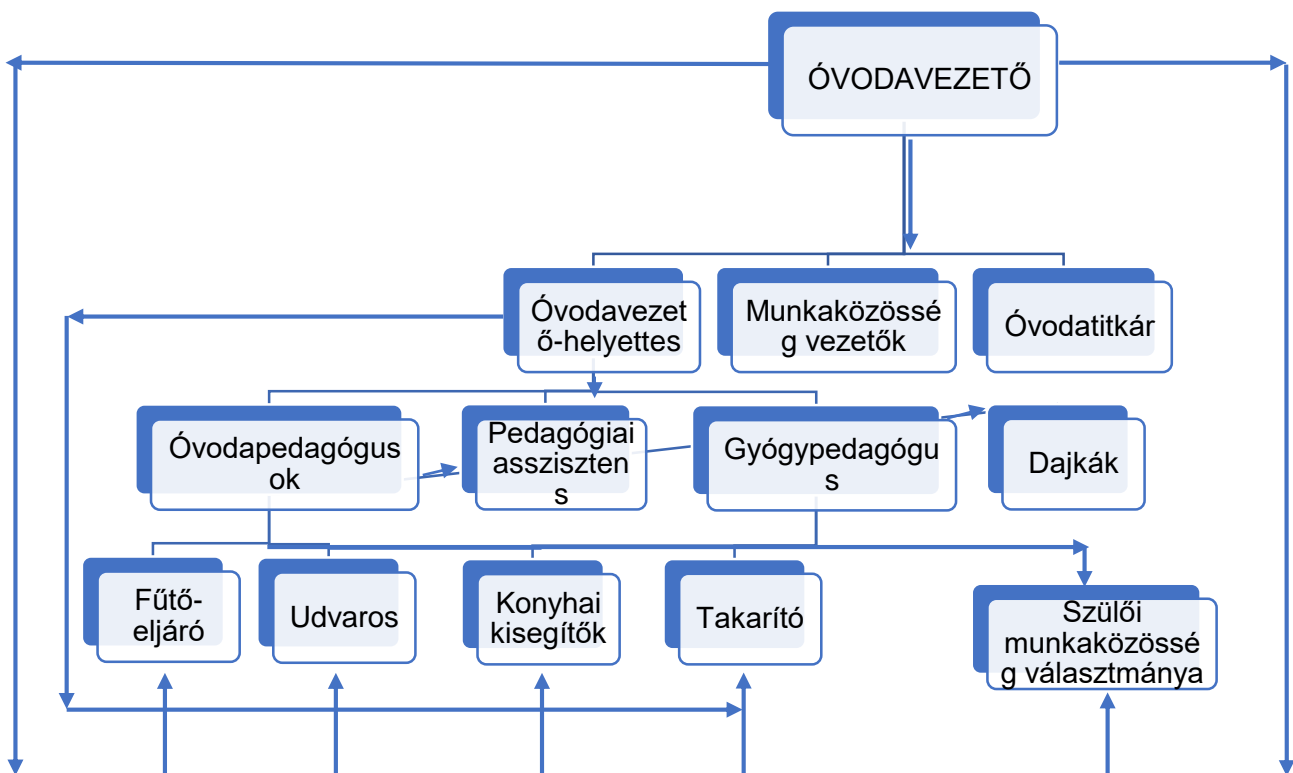 ÓVODAVEZETŐ
Óvodavezet
ő-helyettes
Munkaközössé
g vezetők
Óvodatitkár
Óvodapedagógus
ok
Pedagógiai
assziszten
s
Gyógypedagógu
s
Dajkák
Fűtő-
eljáró
Udvaros
Konyhai
kisegítők
Takarító
Szülői
munkaközössé
g választmánya